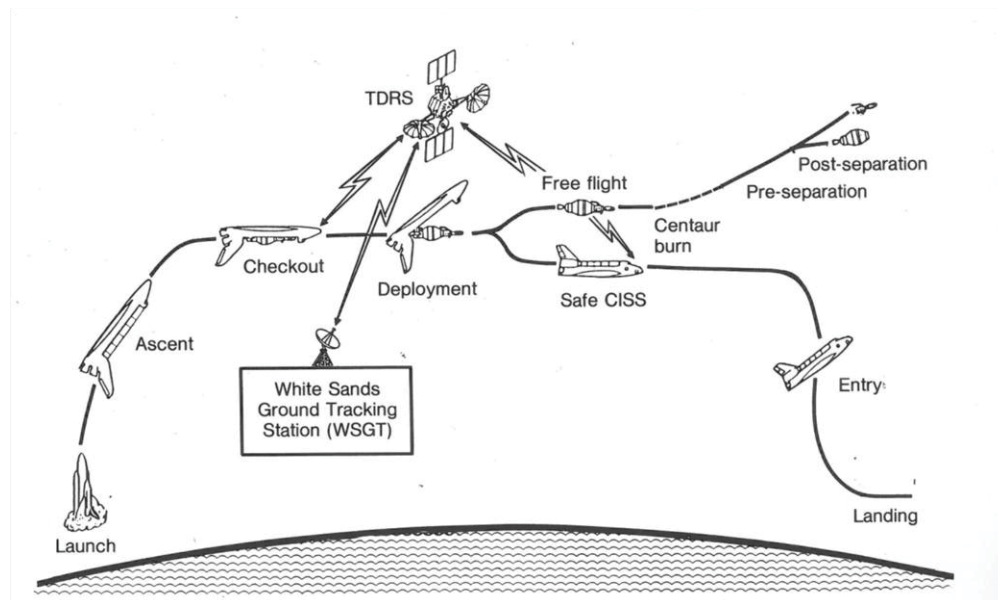 TDRS
Free flight
Post-separation
Pre-separation
Centaur
burn
Checkout
Deployment
Safe CISS
Ascent
White Sands
Ground Tracking
Station (WSGT)
Entry
Landing
Launch